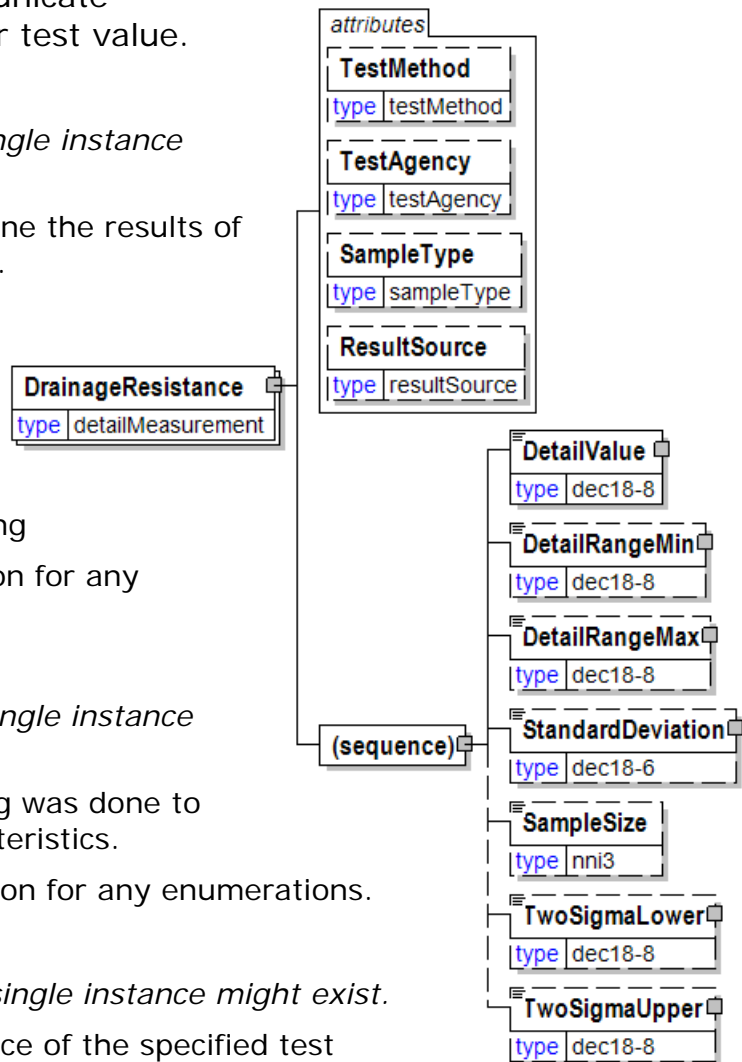 r test value.
attributes
TestMethod
type testMethod
ngle instance
TestAgency
type testAgency
ne the results of
SampleType
type sampleType
ResultSource
type resultSource
DrainageResistance
type detailMeasurement
DetailValue
type dec18-8
ng
DetailRangeMin
type dec18-8
on for any
DetailRangeMax
type dec18-8
ngle instance
(sequence)
StandardDeviation
type dec18-6
g was done to
teristics.
SampleSize
type nni3
on for any enumerations.
TwoSigmaLower
type dec18-8
single instance might exist.
TwoSigmaUpper
type dec18-8
ce of the specified test